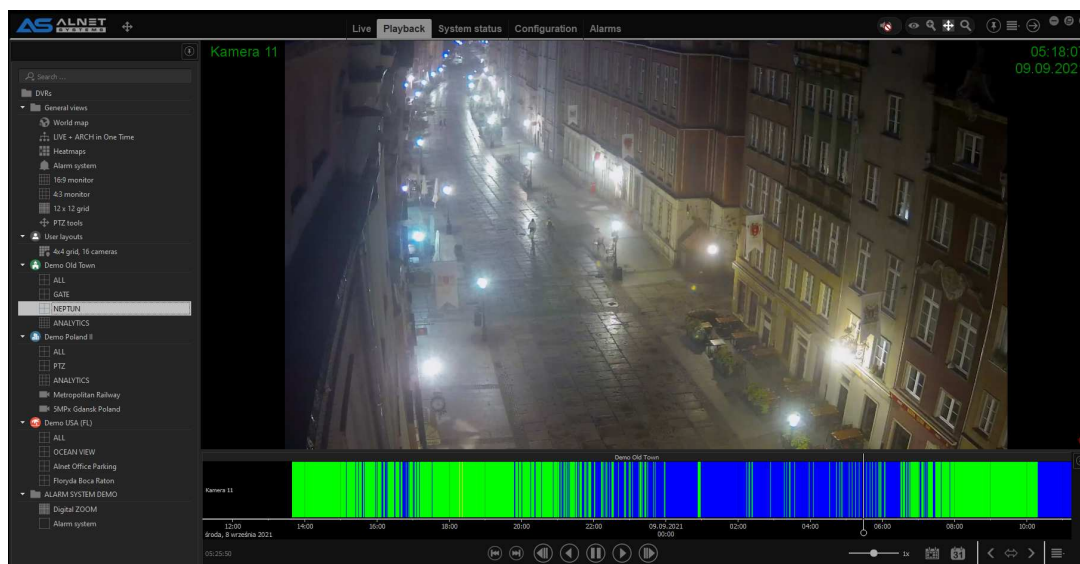 AS ALNET
SYSTEMS
Live Playback System status Configuration Alarms
Kamera 11
05:18:07
09.09.202
Search ...
DVRs
General views
World map
LIVE + ARCH in One Time
Heatmaps
Alarm system
16:9 monitor
4:3 monitor
12 x 12 grid
PTZ tools
User layouts
4x4 grid, 16 cameras
Demo Old Town
ALL
GATE
NEPTUN
ANALYTICS
Demo Poland II
ALL
PTZ
ANALYTICS
Metropolitan Railway
5MPx Gdansk Poland
Demo USA (FL)
ALL
OCEAN VIEW
Alnet Office Parking
Floryda Boca Raton
ALARM SYSTEM DEMO
Digital ZOOM
Alarm system
Demo Old Town
Kamera 11
12:00 14:00 16:00 18:00 20:00 22:00 09.09.2021 02:00 04:00 06:00 08:00 10:00
środa, 8 września 2021 00:00
05:25:50
1x
31